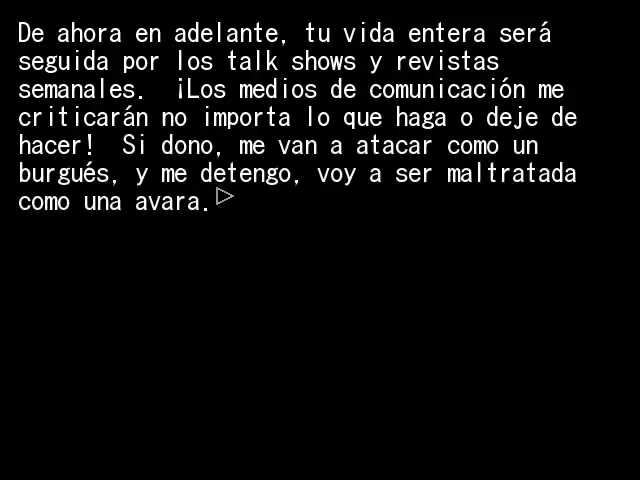 De ahora en adelante, tu vida entera será
seguida por los talk shows y revistas
semanales.  ¡Los medios de comunicación me
criticarán no importa lo que haga o deje de
hacer!  Si dono, me van a atacar como un
burgués, y me detengo, voy a ser maltratada
como una avara.